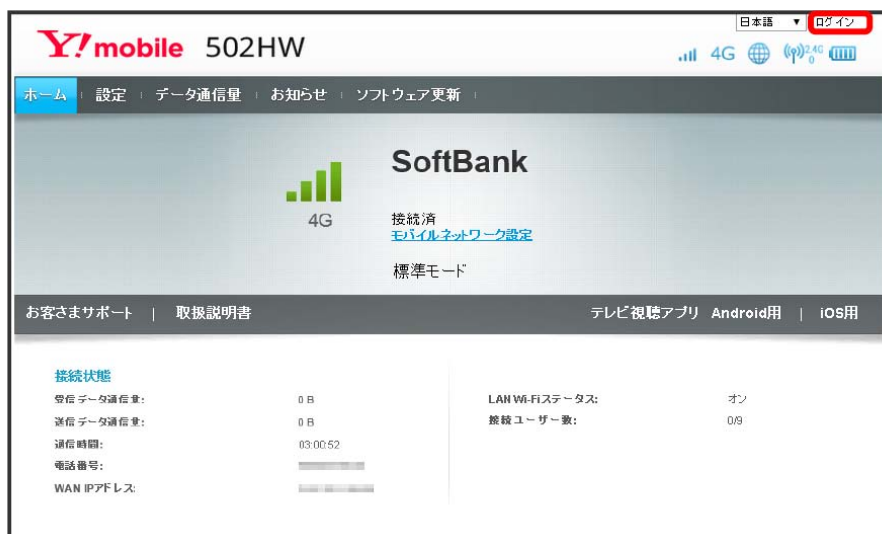 日本語 ▼ ログイン
Y!mobile 502HW
4G 2.4G 0
ホーム 設定 データ通信量 お知らせ ソフトウェア更新
SoftBank
4G
接続済
モバイルネットワーク設定
標準モード
お客さまサポート | 取扱説明書 テレビ視聴アプリ Android用 | iOS用
接続状態
受信データ通信量: 0 B LAN Wi-Fiステータス: オン
送信データ通信量: 0 B 接続ユーザー数: 0/9
通信時間: 03:00:52
電話番号:
WAN IPアドレス: